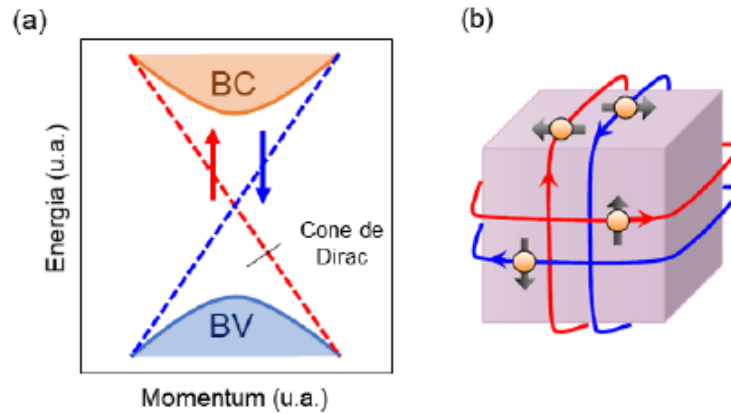 (a)
(b)
BC
Energia (u.a.)
Cone de
Dirac
BV
Momentum (u.a.)